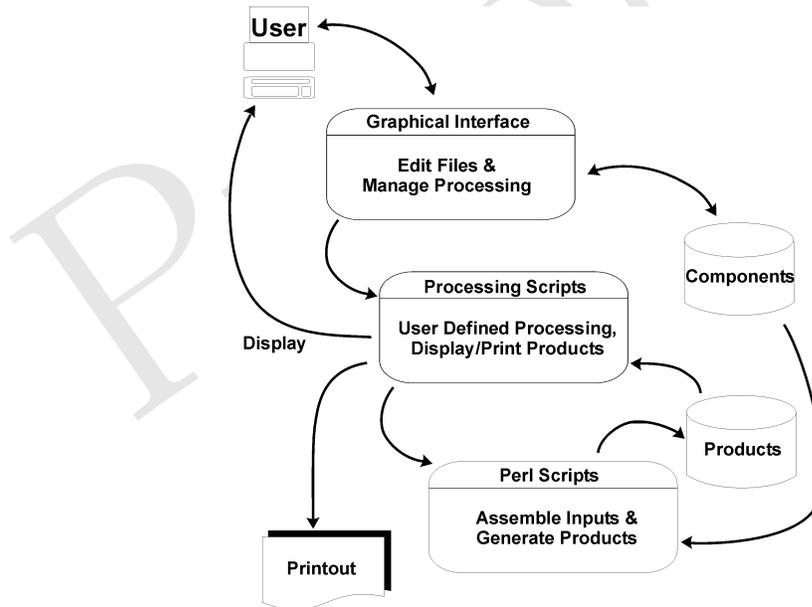 User
Graphical Interface
Edit Files &
Manage Processing
Components
Processing Scripts
User Defined Processing,
Display/Print Products
Display
Products
Perl Scripts
Assemble Inputs &
Generate Products
Printout